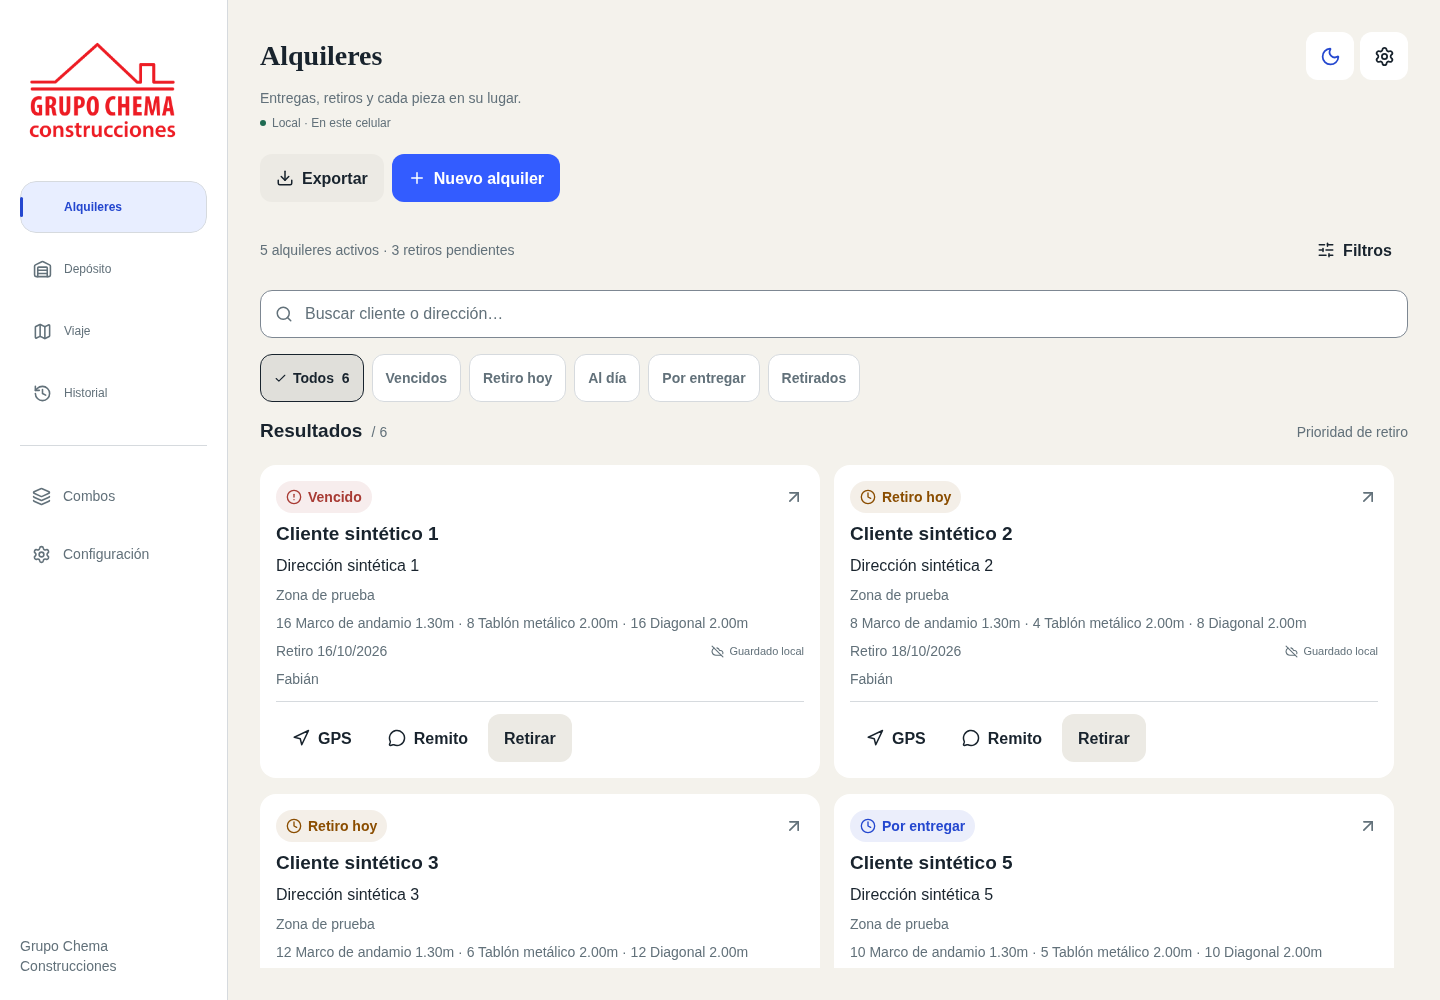 GRUPO CHEMA
construcciones
Alquileres
Depósito
Viaje
Historial
Combos
Configuración
Grupo Chema
Construcciones
Alquileres
Entregas, retiros y cada pieza en su lugar.
Local · En este celular
Exportar
Nuevo alquiler
5 alquileres activos · 3 retiros pendientes
Filtros
Buscar cliente o dirección…
Todos 6
Vencidos
Retiro hoy
Al día
Por entregar
Retirados
Resultados / 6
Prioridad de retiro
Vencido
Cliente sintético 1
Dirección sintética 1
Zona de prueba
16 Marco de andamio 1.30m · 8 Tablón metálico 2.00m · 16 Diagonal 2.00m
Retiro 16/10/2026
Guardado local
Fabián
GPS
Remito
Retirar
Retiro hoy
Cliente sintético 2
Dirección sintética 2
Zona de prueba
8 Marco de andamio 1.30m · 4 Tablón metálico 2.00m · 8 Diagonal 2.00m
Retiro 18/10/2026
Guardado local
Fabián
GPS
Remito
Retirar
Retiro hoy
Cliente sintético 3
Dirección sintética 3
Zona de prueba
12 Marco de andamio 1.30m · 6 Tablón metálico 2.00m · 12 Diagonal 2.00m
Por entregar
Cliente sintético 5
Dirección sintética 5
Zona de prueba
10 Marco de andamio 1.30m · 5 Tablón metálico 2.00m · 10 Diagonal 2.00m